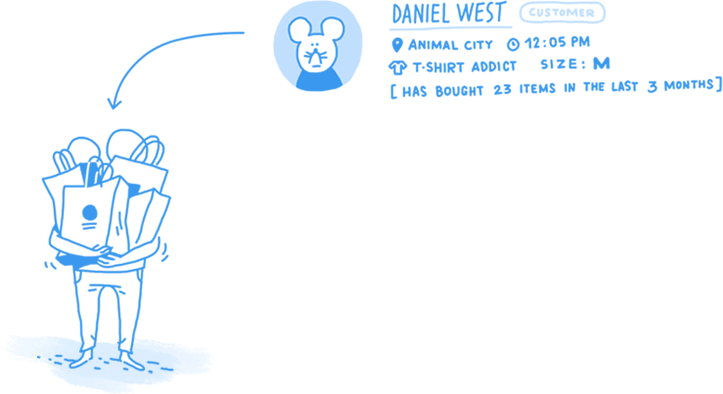 DANIEL WEST CUSTOMER
ANIMAL CITY 12:05 PM
T-SHIRT ADDICT SIZE: M
[ HAS BOUGHT 23 ITEMS IN THE LAST 3 MONTHS ]